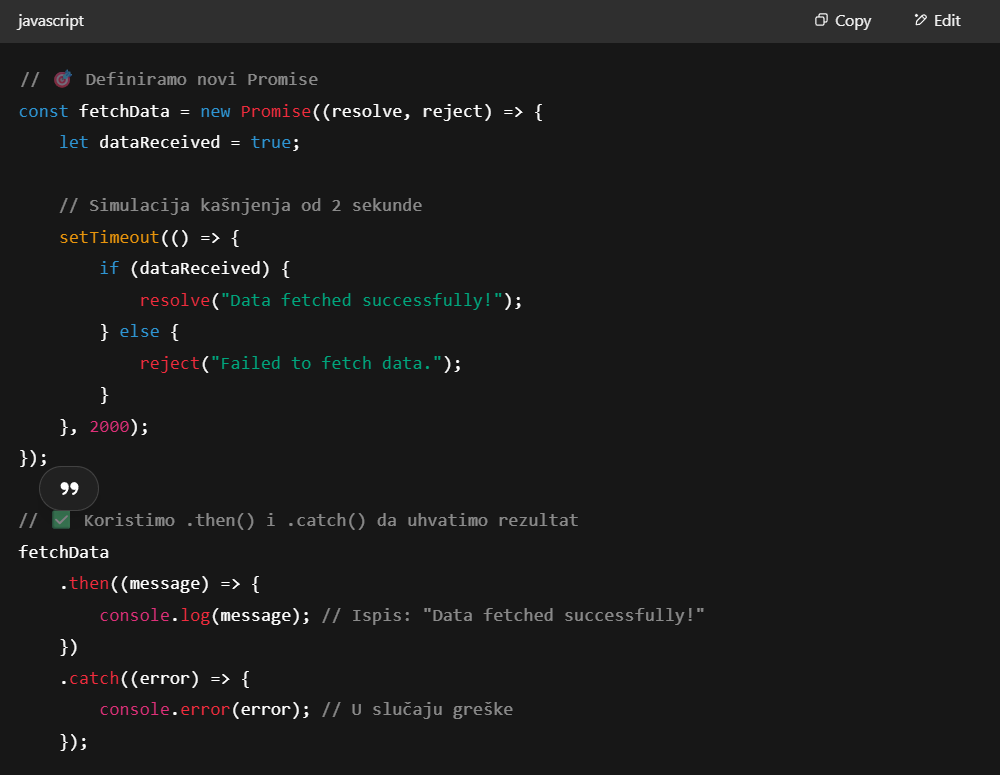 javascript Copy Edit
// 🎯 Definiramo novi Promise
const fetchData = new Promise((resolve, reject) => {
    let dataReceived = true;
    // Simulacija kašnjenja od 2 sekunde
    setTimeout(() => {
        if (dataReceived) {
            resolve("Data fetched successfully!");
        } else {
            reject("Failed to fetch data.");
        }
    }, 2000);
});
// ✅ Koristimo .then() i .catch() da uhvatimo rezultat
fetchData
    .then((message) => {
        console.log(message); // Ispis: "Data fetched successfully!"
    })
    .catch((error) => {
        console.error(error); // U slučaju greške
    });